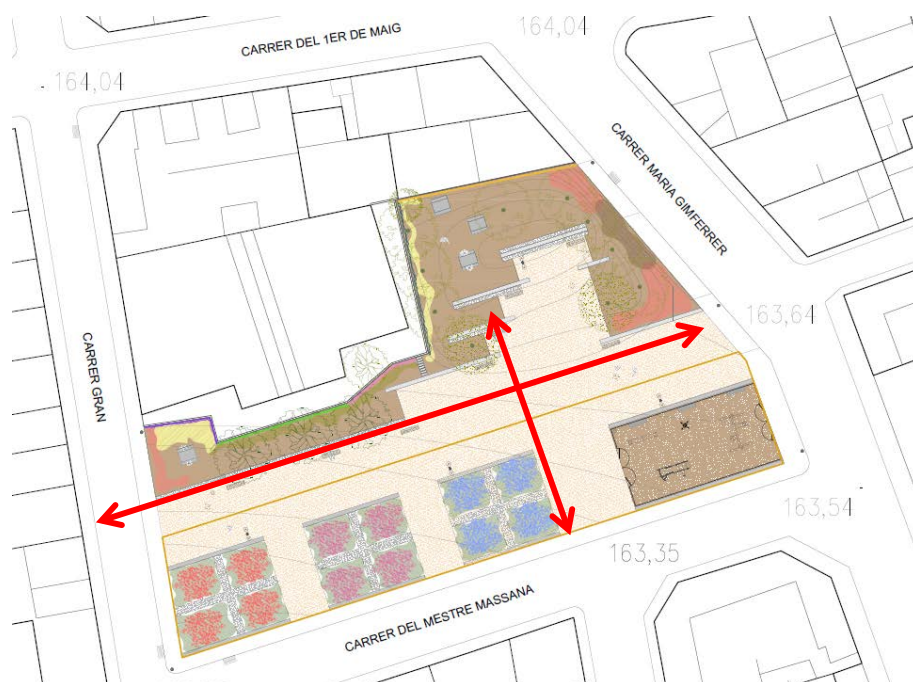 CARRER DEL 1ER DE MAIG
164,04
164,04
CARRER MARIA GIMFERRER
163,64
CARRER GRAN
163,54
163,35
CARRER DEL MESTRE MASSANA